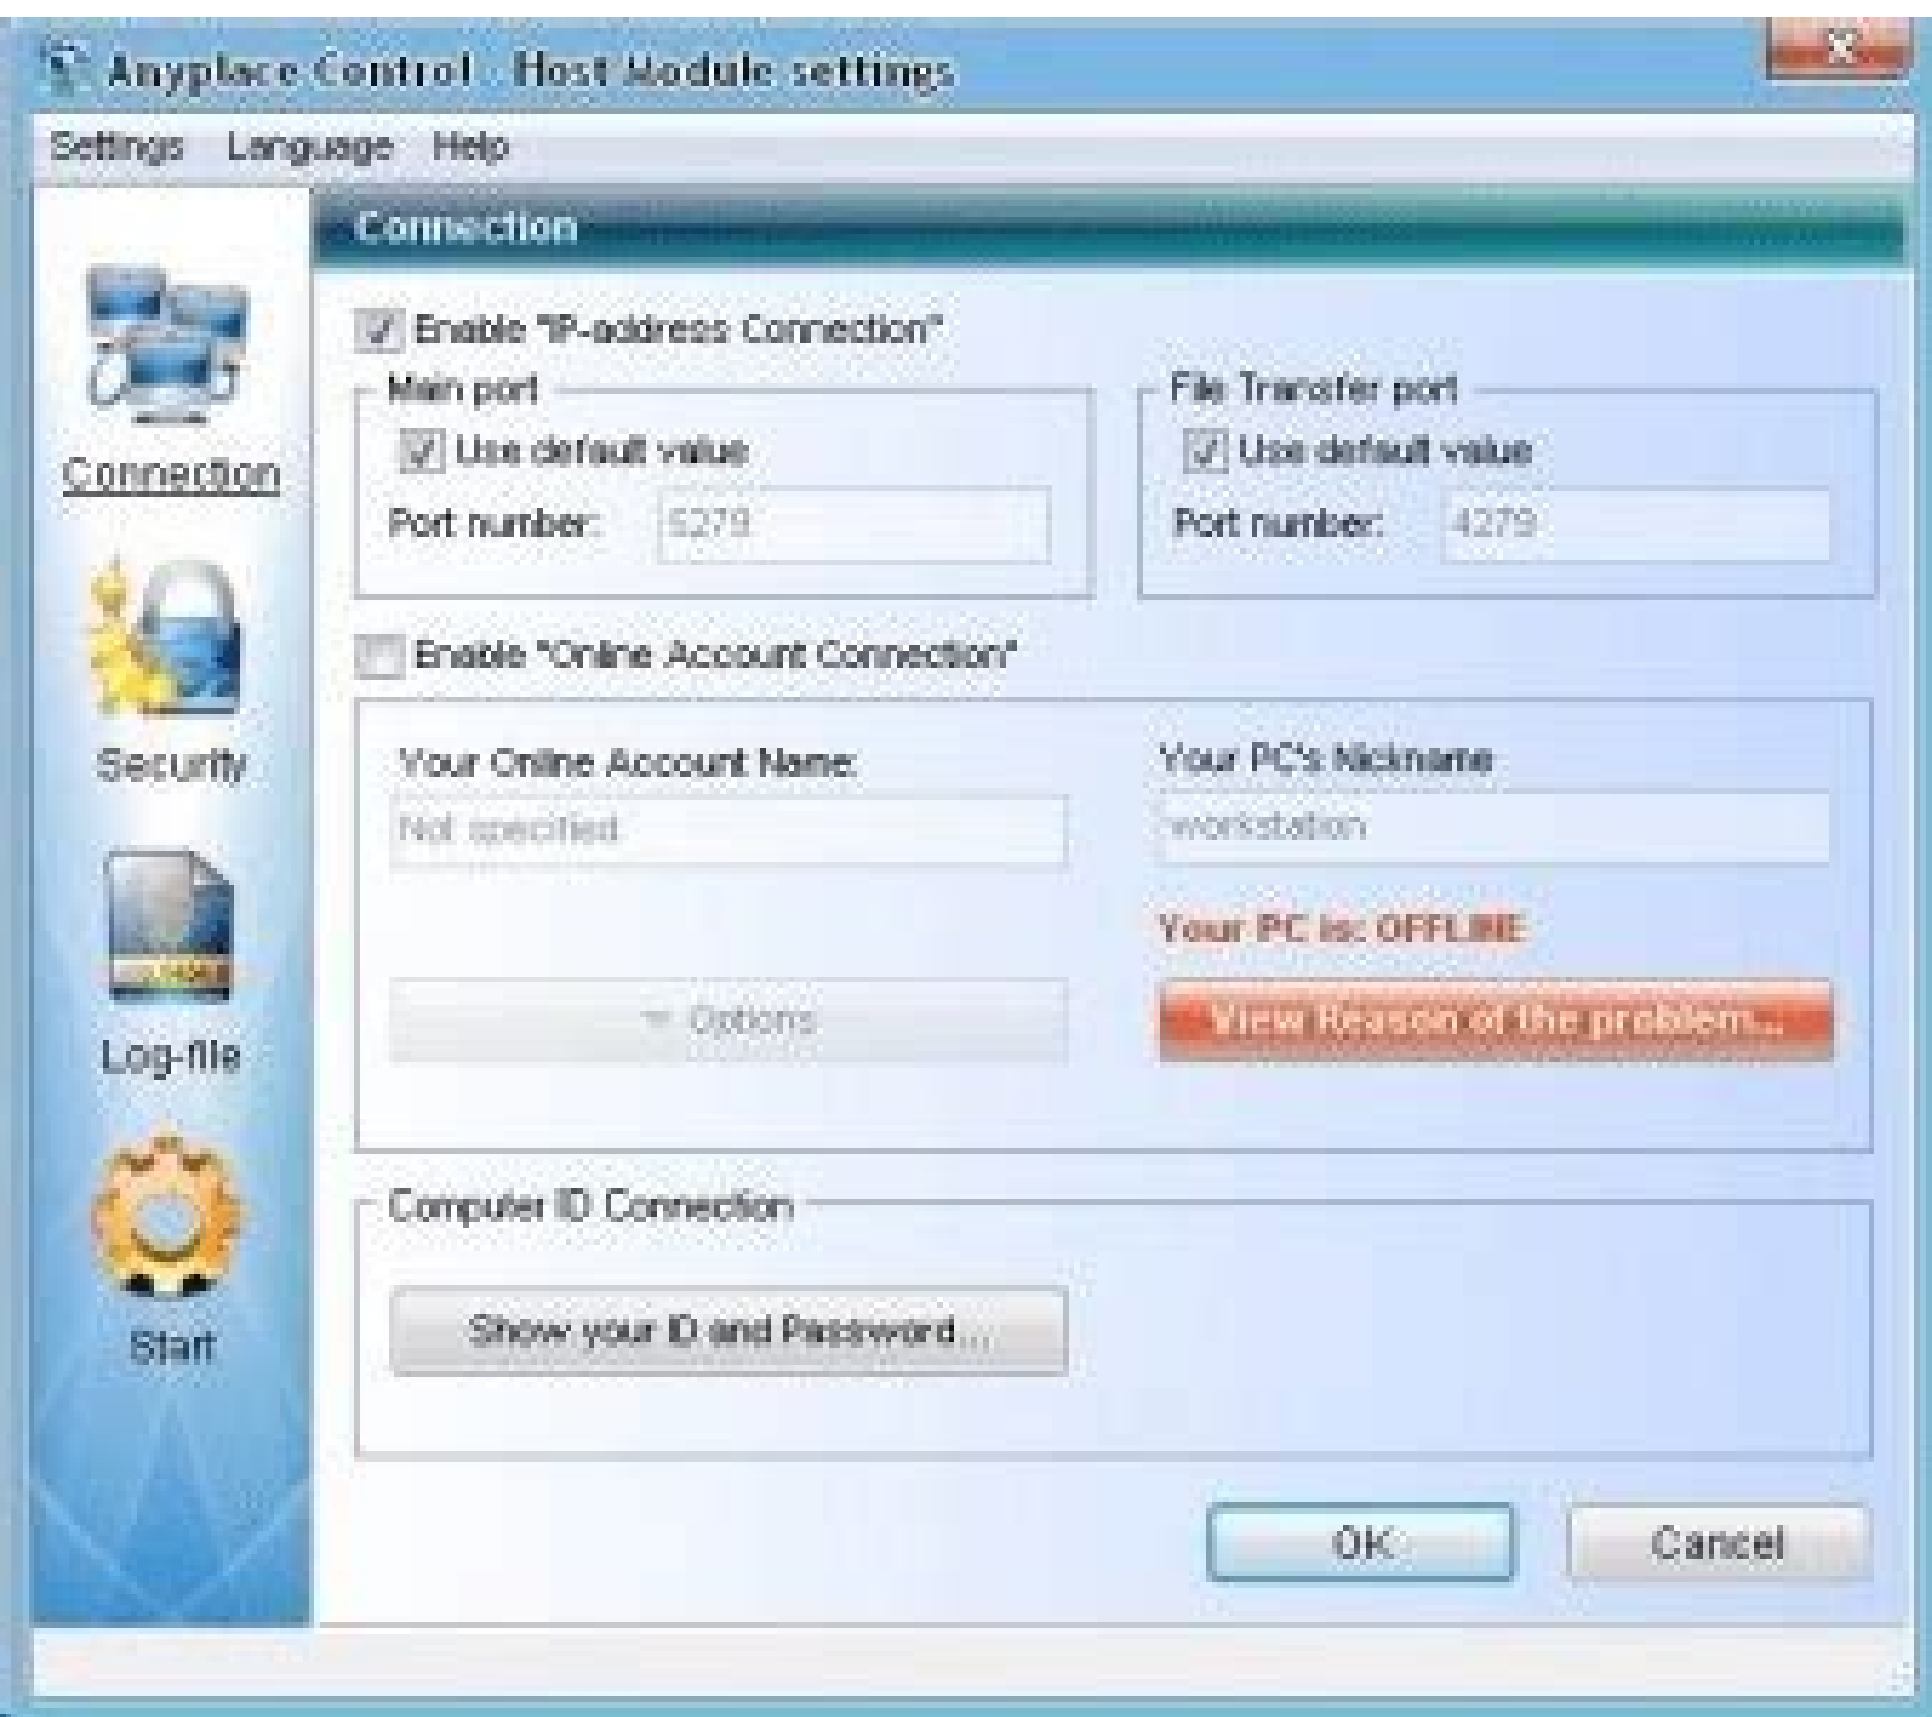 Anyplace Control - Host Module settings
Settings Language Help
Connection
Enable "IP-address Connection"
Main port
File Transfer port
Use default value
Use default value
Port number: 5279
Port number: 4279
Enable "Online Account Connection"
Your Online Account Name:
Your PC's Nickname
Not specified
workstation
Your PC is: OFFLINE
Options
View Reason of the problem...
Computer ID Connection
Show your ID and Password...
OK
Cancel
Connection
Security
Log-file
Start